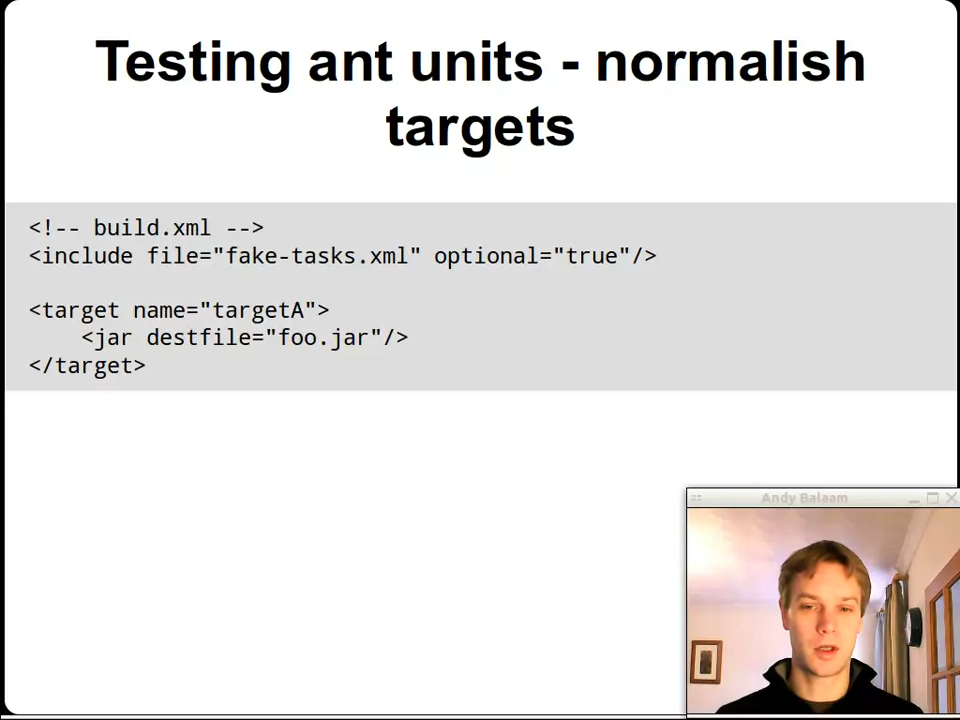 Testing ant units - normalish
targets
<!-- build.xml -->
<include file="fake-tasks.xml" optional="true"/>
<target name="targetA">
    <jar destfile="foo.jar"/>
</target>
Andy Balaam